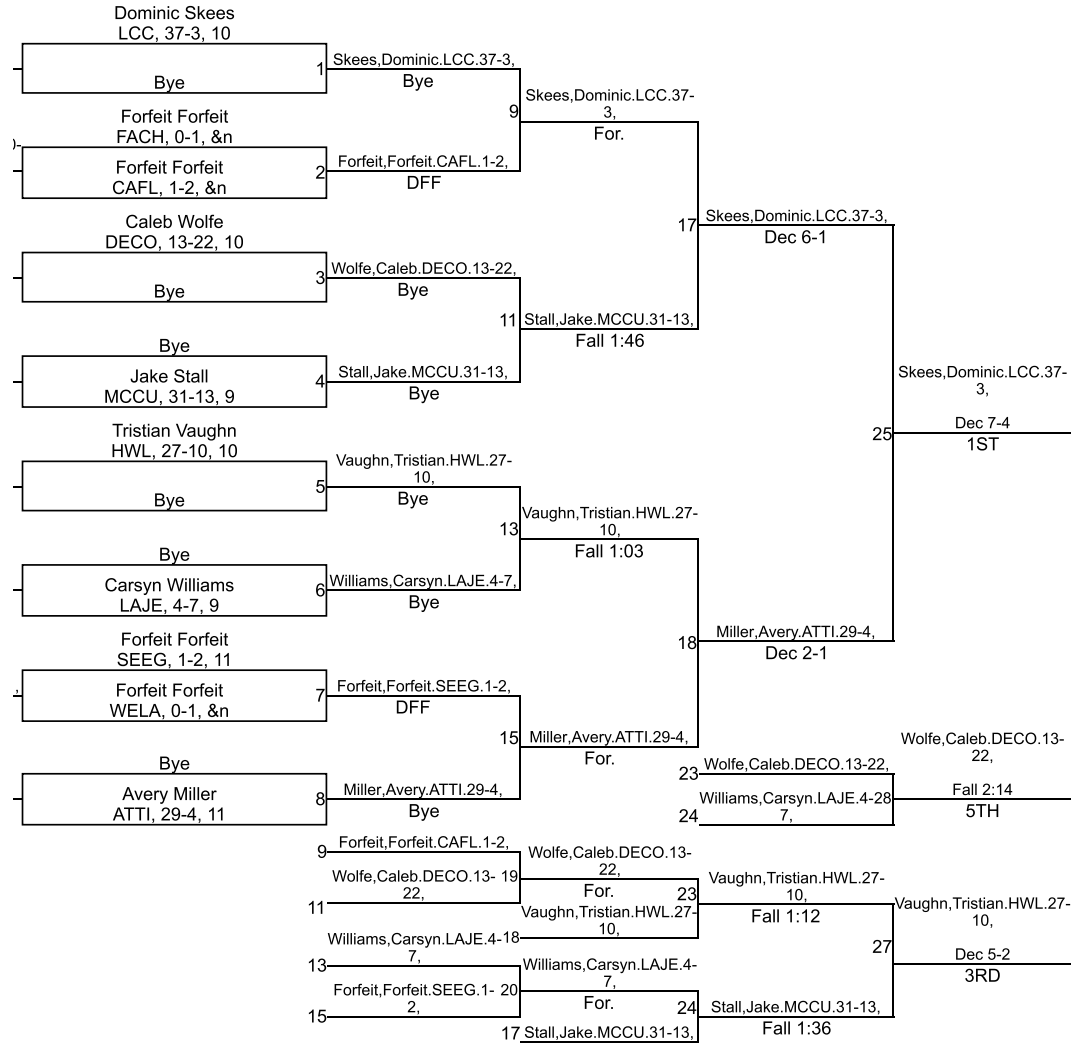 Dominic Skees
LCC, 37-3, 10
Bye
1
Skees,Dominic.LCC.37-3,
Bye
Forfeit Forfeit
FACH, 0-1, &n
Forfeit Forfeit
CAFL, 1-2, &n
2
Forfeit,Forfeit.CAFL.1-2,
DFF
9
Skees,Dominic.LCC.37-
3,
For.
Caleb Wolfe
DECO, 13-22, 10
Bye
3
Wolfe,Caleb.DECO.13-22,
Bye
Bye
Jake Stall
MCCU, 31-13, 9
4
Stall,Jake.MCCU.31-13,
Bye
11
Stall,Jake.MCCU.31-13,
Fall 1:46
17
Skees,Dominic.LCC.37-3,
Dec 6-1
Tristian Vaughn
HWL, 27-10, 10
Bye
5
Vaughn,Tristian.HWL.27-
10,
Bye
Bye
Carsyn Williams
LAJE, 4-7, 9
6
Williams,Carsyn.LAJE.4-7,
Bye
13
Vaughn,Tristian.HWL.27-
10,
Fall 1:03
Forfeit Forfeit
SEEG, 1-2, 11
Forfeit Forfeit
WELA, 0-1, &n
7
Forfeit,Forfeit.SEEG.1-2,
DFF
Bye
Avery Miller
ATTI, 29-4, 11
8
Miller,Avery.ATTI.29-4,
Bye
15
Miller,Avery.ATTI.29-4,
For.
18
Miller,Avery.ATTI.29-4,
Dec 2-1
25
Skees,Dominic.LCC.37-
3,
Dec 7-4
1ST
23
Wolfe,Caleb.DECO.13-22,
24
Williams,Carsyn.LAJE.4-
7,
28
Wolfe,Caleb.DECO.13-
22,
Fall 2:14
5TH
9
Forfeit,Forfeit.CAFL.1-2,
11
Wolfe,Caleb.DECO.13-
22,
19
Wolfe,Caleb.DECO.13-
22,
For.
18
Vaughn,Tristian.HWL.27-
10,
23
Vaughn,Tristian.HWL.27-
10,
Fall 1:12
13
Williams,Carsyn.LAJE.4-
7,
15
Forfeit,Forfeit.SEEG.1-
2,
20
Williams,Carsyn.LAJE.4-
7,
For.
17
Stall,Jake.MCCU.31-13,
24
Stall,Jake.MCCU.31-13,
Fall 1:36
27
Vaughn,Tristian.HWL.27-
10,
Dec 5-2
3RD